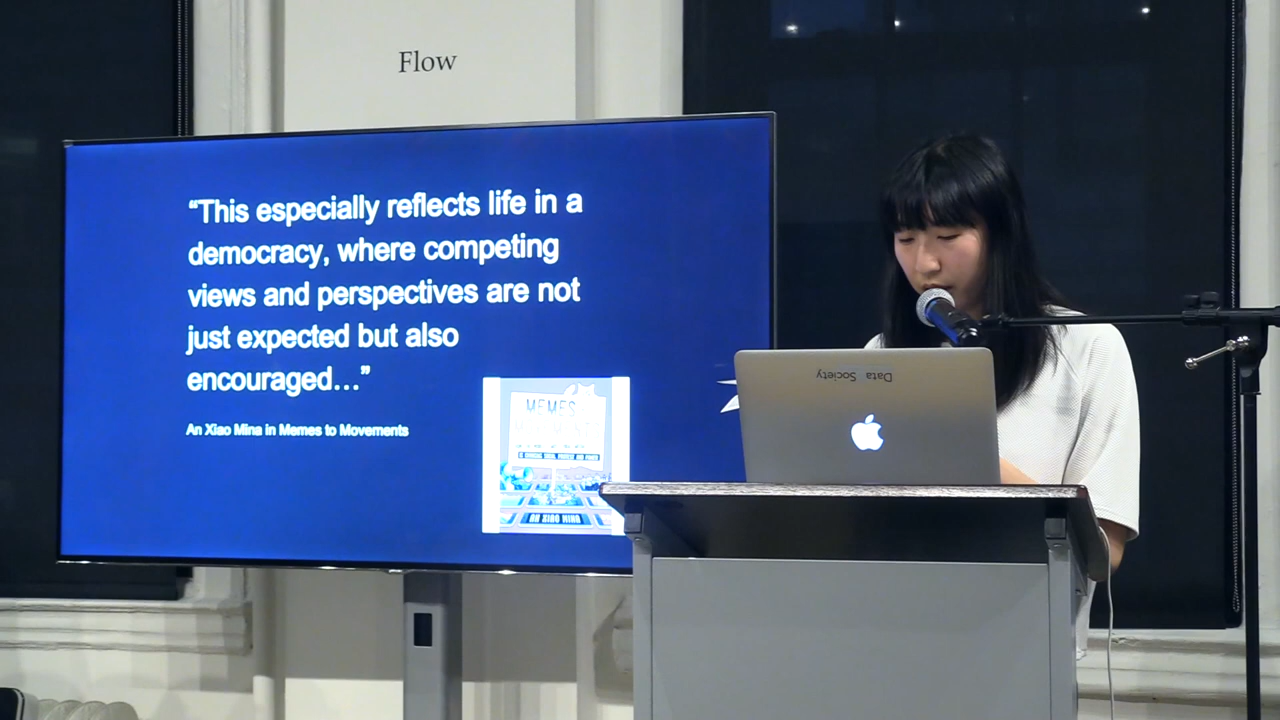 Flow
“This especially reflects life in a
democracy, where competing
views and perspectives are not
just expected but also
encouraged…”
An Xiao Mina in Memes to Movements
MEMES
AN XIAO MINA
Data Society